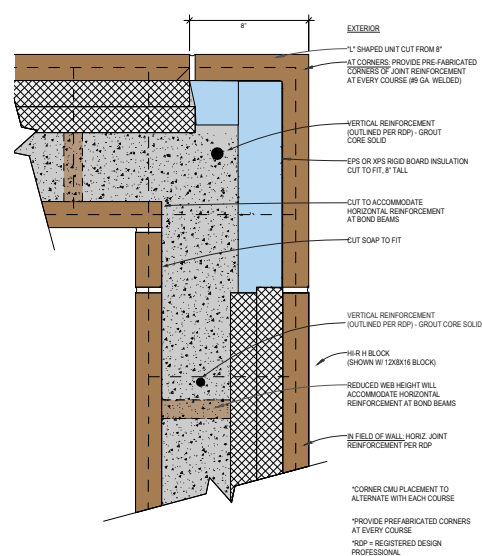 8"
EXTERIOR
"L" SHAPED UNIT CUT FROM 8"
AT CORNERS: PROVIDE PRE-FABRICATED
CORNERS OF JOINT REINFORCEMENT
AT EVERY COURSE (#9 GA. WELDED)
VERTICAL REINFORCEMENT
(OUTLINED PER RDP) - GROUT
CORE SOLID
EPS OR XPS RIGID BOARD INSULATION
CUT TO FIT, 8" TALL
CUT TO ACCOMMODATE
HORIZONTAL REINFORCEMENT
AT BOND BEAMS
CUT SOAP TO FIT
VERTICAL REINFORCEMENT
(OUTLINED PER RDP) - GROUT CORE SOLID
HI-R H BLOCK
(SHOWN W/ 12X8X16 BLOCK)
REDUCED WEB HEIGHT WILL
ACCOMMODATE HORIZONTAL
REINFORCEMENT AT BOND BEAMS
IN FIELD OF WALL: HORIZ. JOINT
REINFORCEMENT PER RDP
*CORNER CMU PLACEMENT TO
ALTERNATE WITH EACH COURSE
*PROVIDE PREFABRICATED CORNERS
AT EVERY COURSE
*RDP = REGISTERED DESIGN
PROFESSIONAL